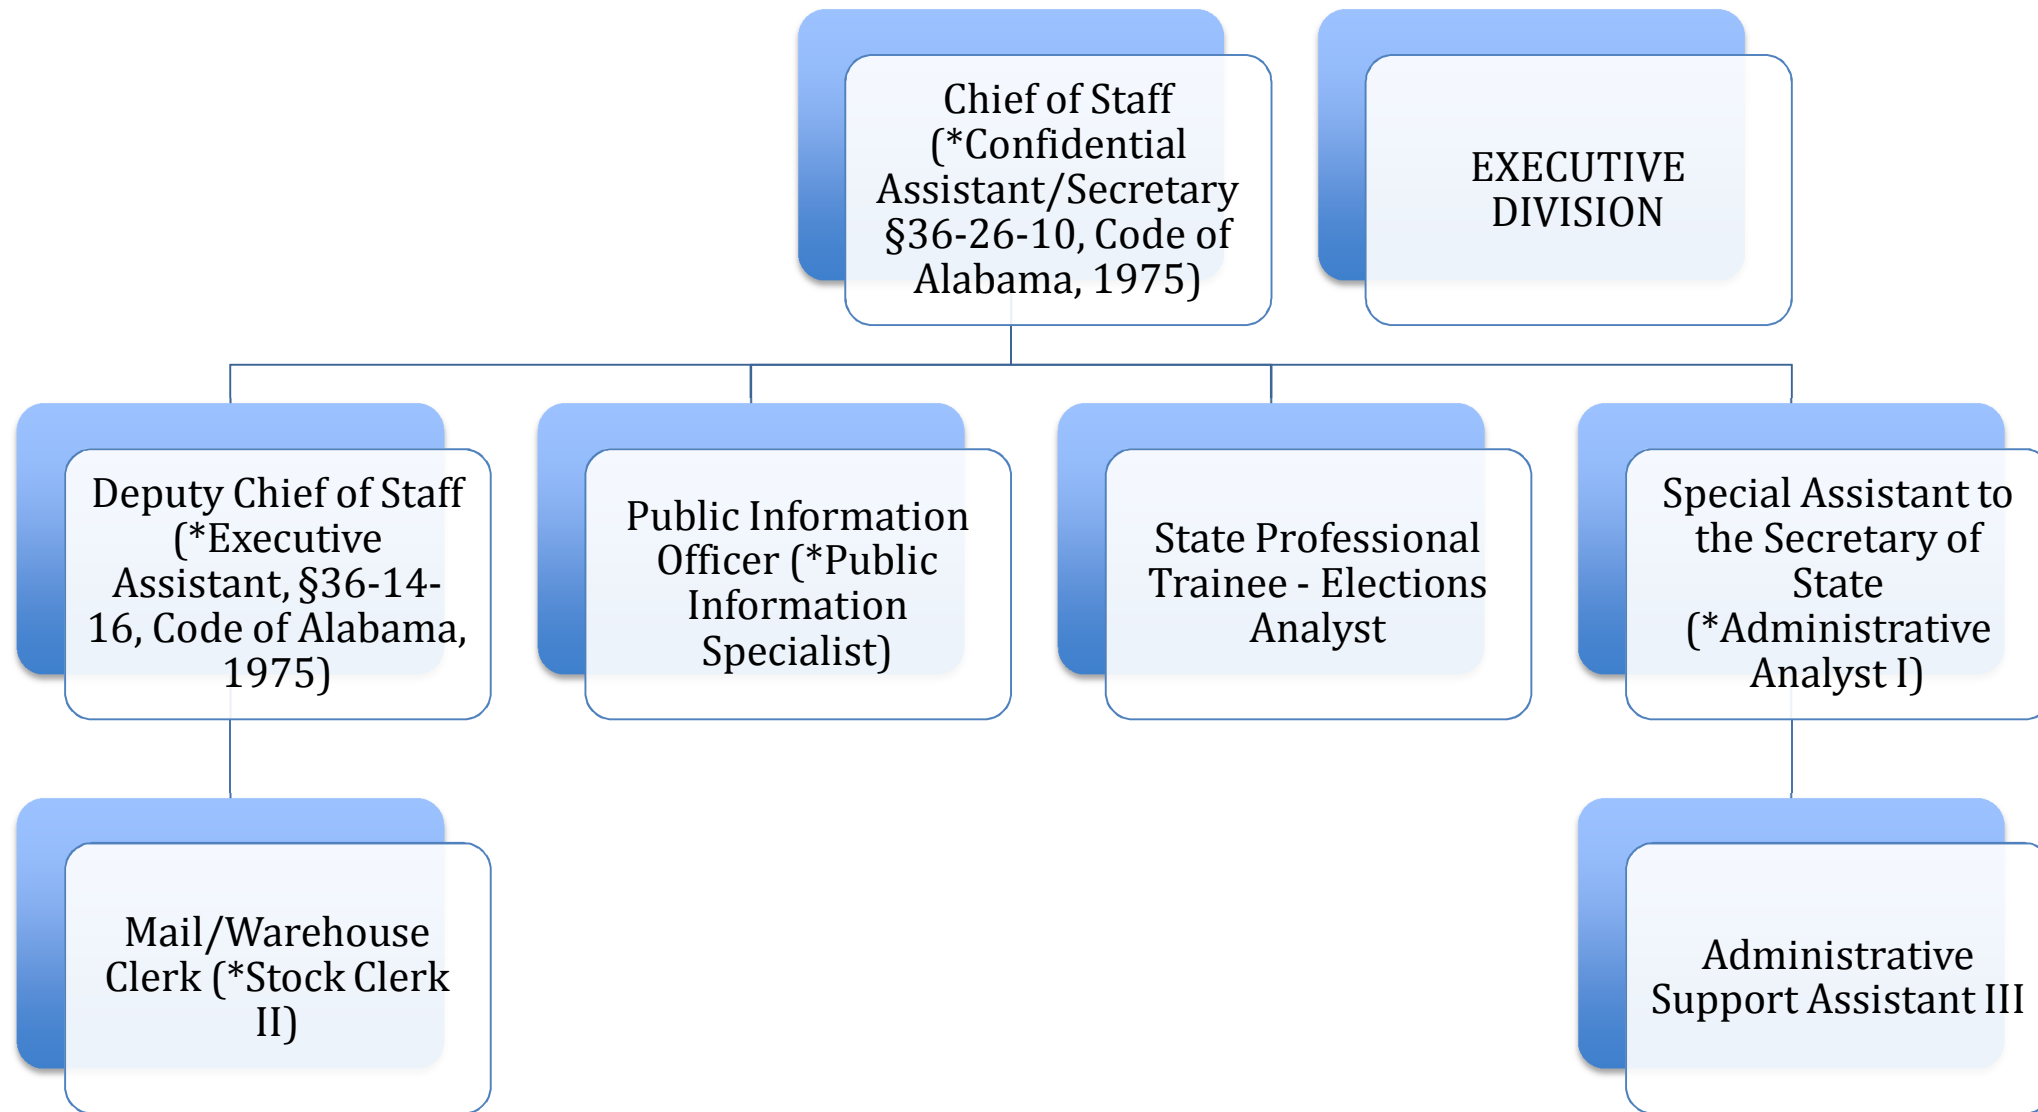 Chief of Staff
(*Confidential
Assistant/Secretary
§36-26-10, Code of
Alabama, 1975)
EXECUTIVE
DIVISION
Deputy Chief of Staff
(*Executive
Assistant, §36-14-
16, Code of Alabama,
1975)
Public Information
Officer (*Public
Information
Specialist)
State Professional
Trainee - Elections
Analyst
Special Assistant to
the Secretary of
State
(*Administrative
Analyst I)
Mail/Warehouse
Clerk (*Stock Clerk
II)
Administrative
Support Assistant III